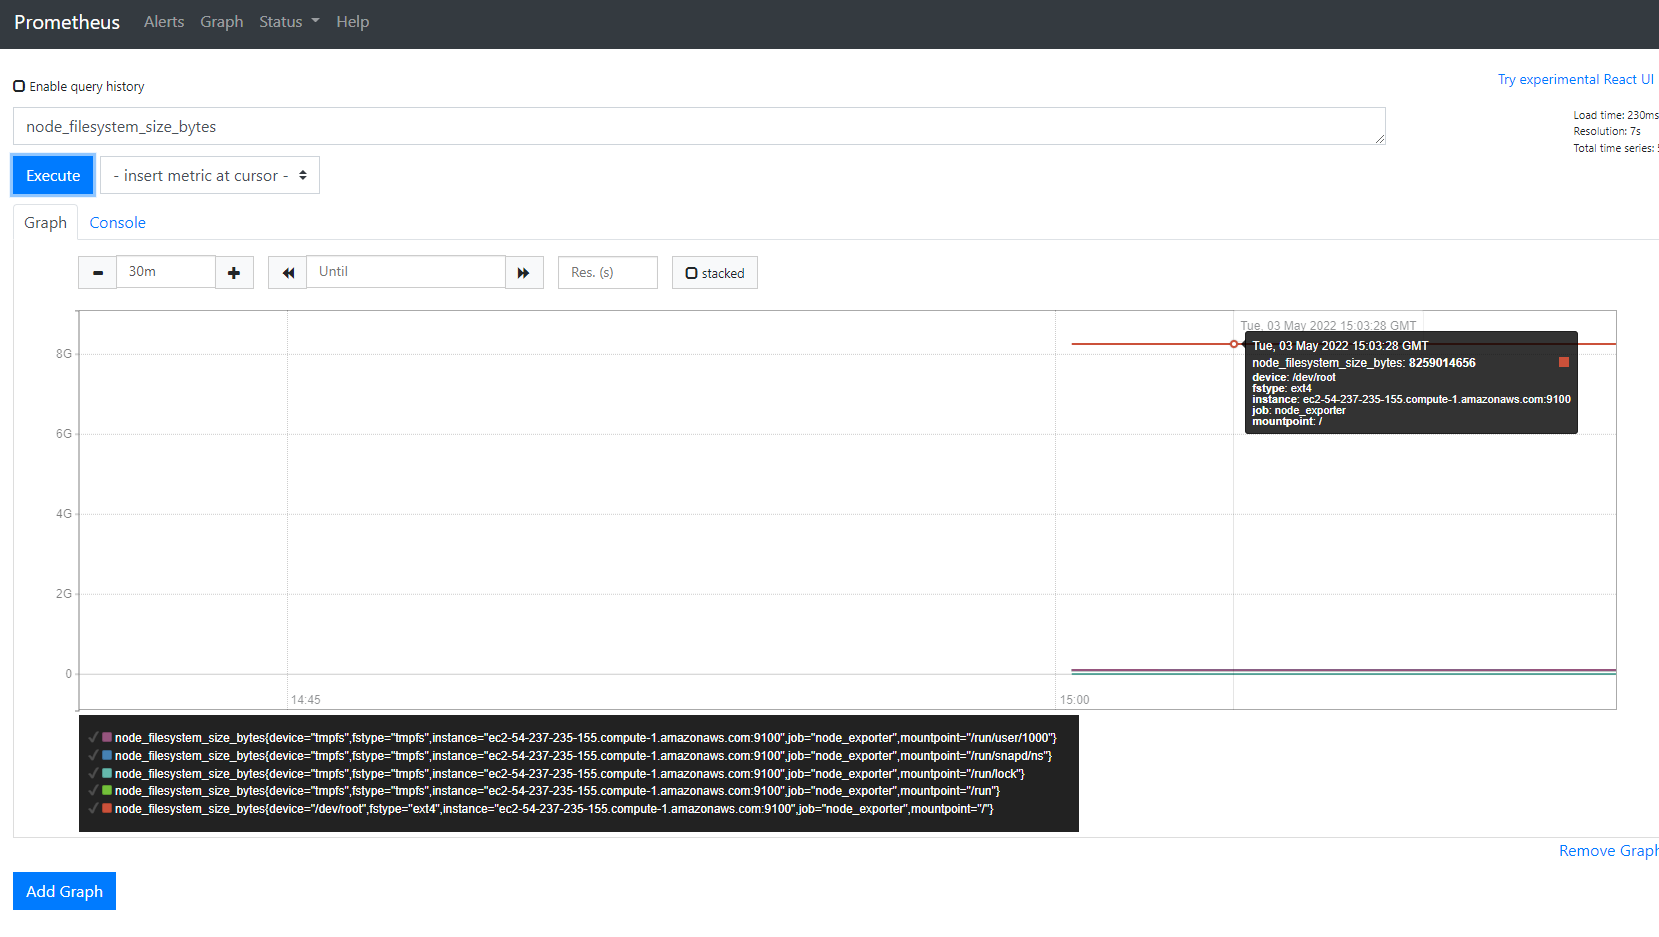 Prometheus Alerts Graph Status Help
Enable query history
Try experimental React UI
node_filesystem_size_bytes
Load time: 230ms
Resolution: 7s
Total time series:
Execute - insert metric at cursor -
Graph Console
30m Until Res. (s) stacked
Tue, 03 May 2022 15:03:28 GMT
Tue, 03 May 2022 15:03:28 GMT
node_filesystem_size_bytes: 8259014656
device: /dev/root
fstype: ext4
instance: ec2-54-237-235-155.compute-1.amazonaws.com:9100
job: node_exporter
mountpoint: /
8G
6G
4G
2G
0
14:45 15:00
node_filesystem_size_bytes{device="tmpfs",fstype="tmpfs",instance="ec2-54-237-235-155.compute-1.amazonaws.com:9100",job="node_exporter",mountpoint="/run/user/1000"}
node_filesystem_size_bytes{device="tmpfs",fstype="tmpfs",instance="ec2-54-237-235-155.compute-1.amazonaws.com:9100",job="node_exporter",mountpoint="/run/snapd/ns"}
node_filesystem_size_bytes{device="tmpfs",fstype="tmpfs",instance="ec2-54-237-235-155.compute-1.amazonaws.com:9100",job="node_exporter",mountpoint="/run/lock"}
node_filesystem_size_bytes{device="tmpfs",fstype="tmpfs",instance="ec2-54-237-235-155.compute-1.amazonaws.com:9100",job="node_exporter",mountpoint="/run"}
node_filesystem_size_bytes{device="/dev/root",fstype="ext4",instance="ec2-54-237-235-155.compute-1.amazonaws.com:9100",job="node_exporter",mountpoint="/"}
Remove Graph
Add Graph